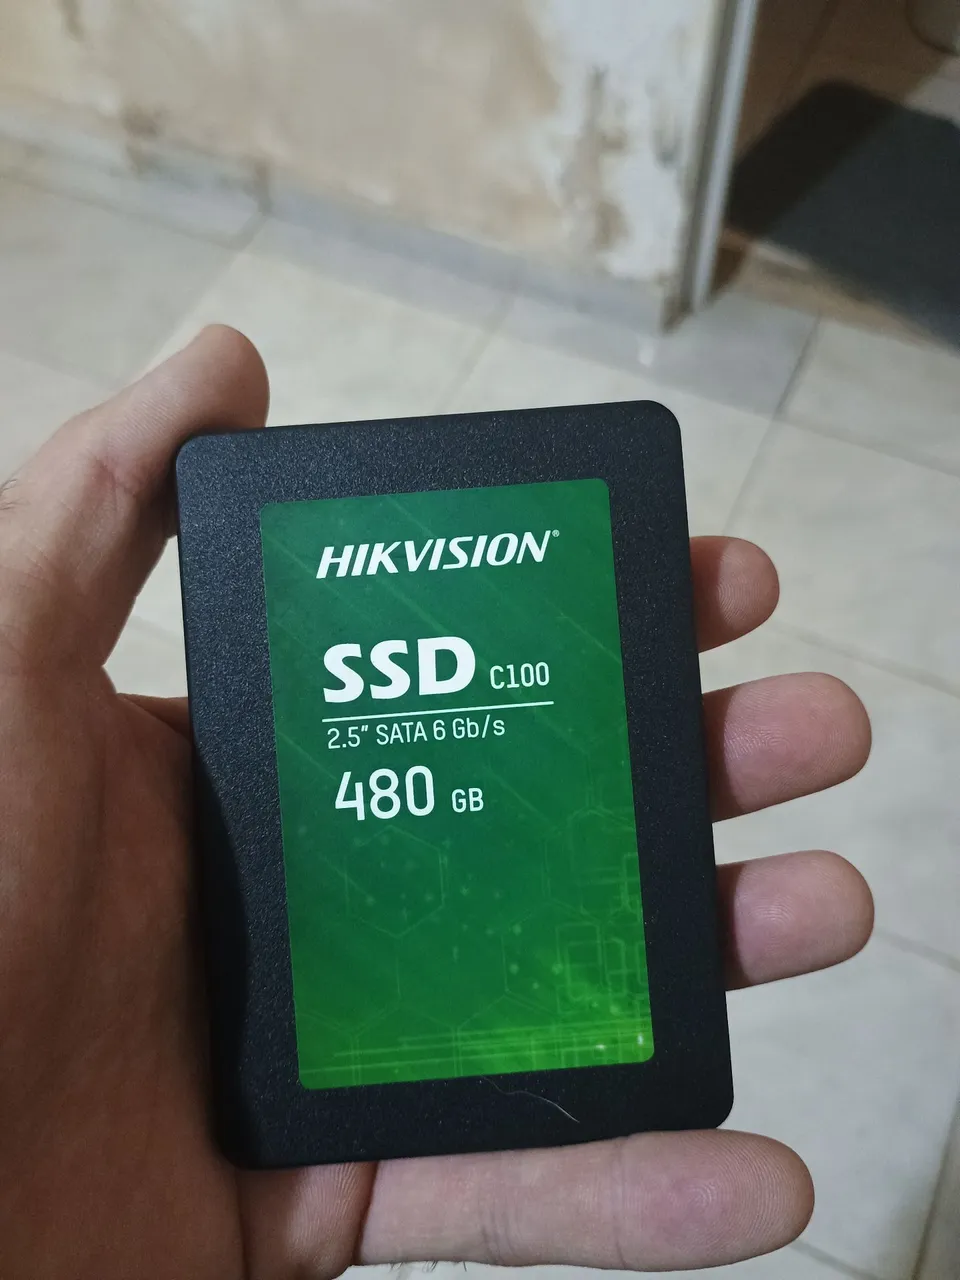 HIKVISION®
SSD C100
2.5" SATA 6 Gb/s
480 GB